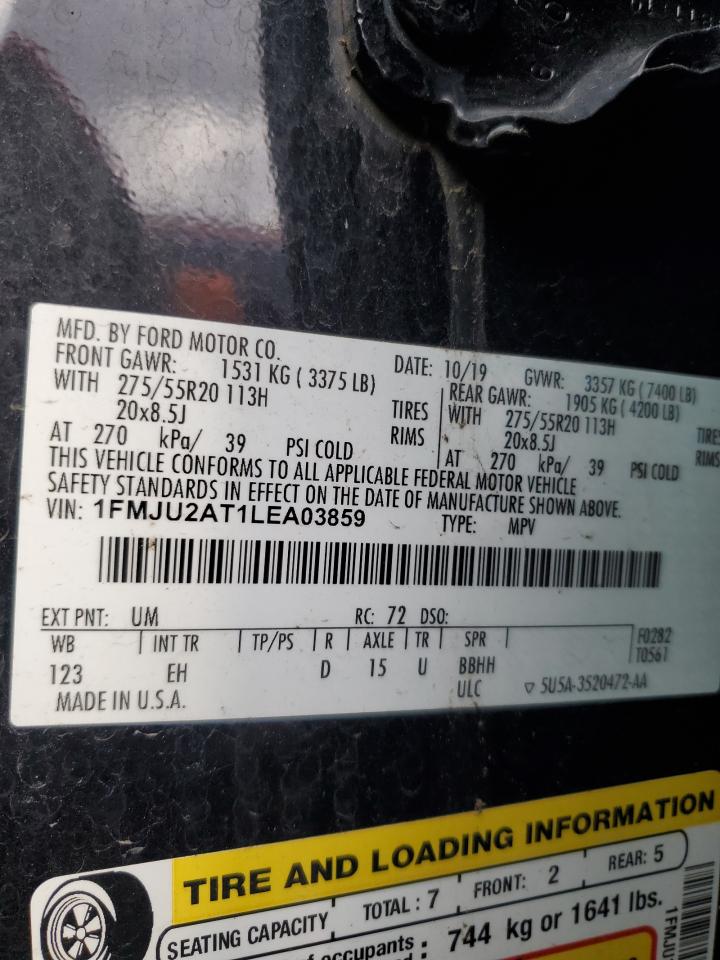 MFD. BY FORD MOTOR CO.
DATE: 10/19 GVWR: 3357 KG ( 7400 LB)
FRONT GAWR: 1531 KG ( 3375 LB)
REAR GAWR: 1905 KG ( 4200 LB)
WITH 275/55R20 113H TIRES
WITH 275/55R20 113H TIRES
20x8.5J RIMS
20x8.5J RIMS
AT 270 kPa/ 39 PSI COLD
AT 270 kPa/ 39 PSI COLD
THIS VEHICLE CONFORMS TO ALL APPLICABLE FEDERAL MOTOR VEHICLE
SAFETY STANDARDS IN EFFECT ON THE DATE OF MANUFACTURE SHOWN ABOVE.
VIN: 1FMJU2AT1LEA03859 TYPE: MPV
EXT PNT: UM RC: 72 DSO:
WB INT TR TP/PS R AXLE TR SPR F0282
T0561
123 EH D 15 U BBHH
ULC
MADE IN U.S.A. ▽ 5U5A-3520472-AA
TIRE AND LOADING INFORMATION
SEATING CAPACITY TOTAL : 7 FRONT: 2 REAR: 5
of occupants : 744 kg or 1641 lbs.
1FMJU